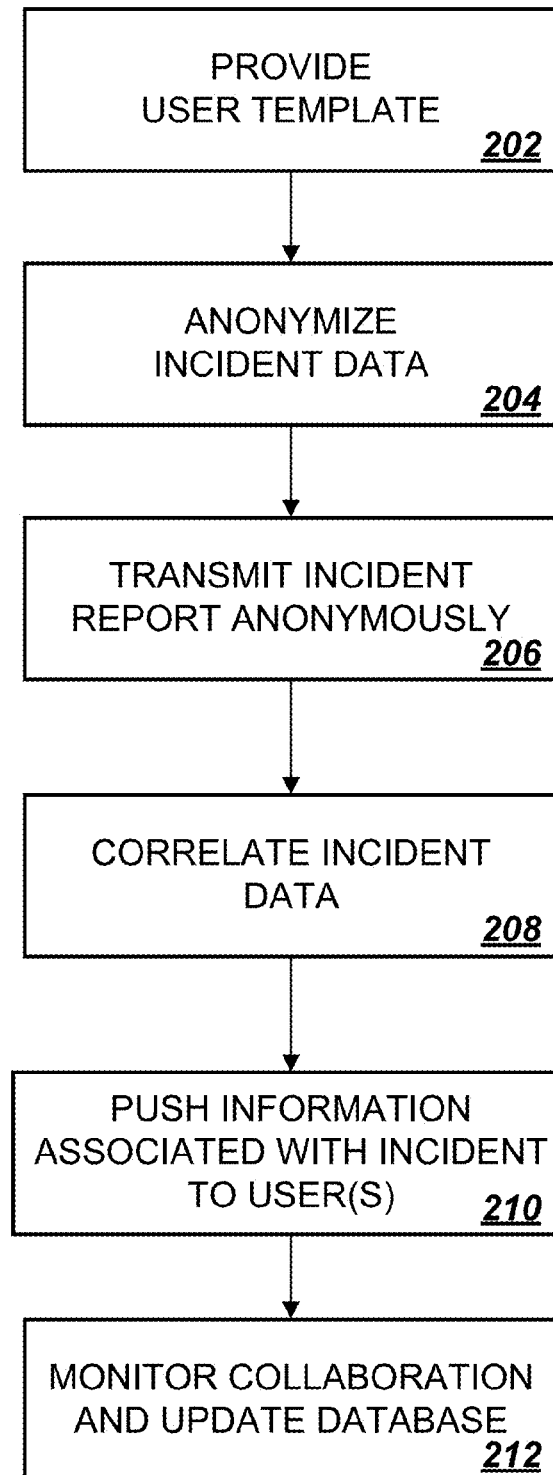 PROVIDE
USER TEMPLATE
202
ANONYMIZE
INCIDENT DATA
204
TRANSMIT INCIDENT
REPORT ANONYMOUSLY
206
CORRELATE INCIDENT
DATA
208
PUSH INFORMATION
ASSOCIATED WITH INCIDENT
TO USER(S)
210
MONITOR COLLABORATION
AND UPDATE DATABASE
212